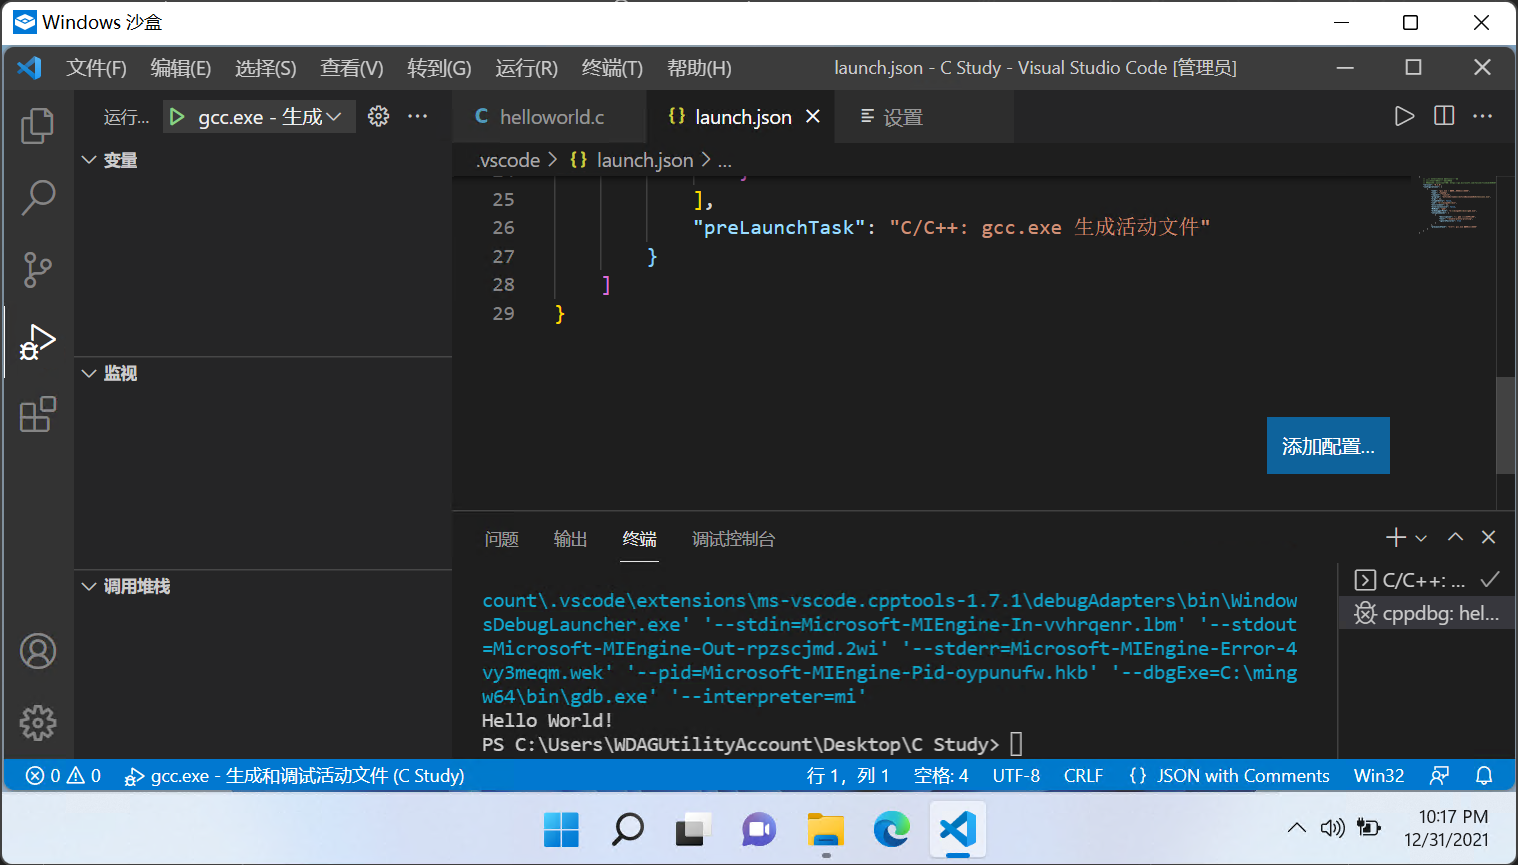 Windows 沙盒
文件(F) 编辑(E) 选择(S) 查看(V) 转到(G) 运行(R) 终端(T) 帮助(H) launch.json - C Study - Visual Studio Code [管理员]
运行... gcc.exe - 生成
helloworld.c launch.json 设置
变量
.vscode > {} launch.json > ...
25 ],
26 "preLaunchTask": "C/C++: gcc.exe 生成活动文件"
27 }
28 ]
29 }
监视
添加配置...
问题 输出 终端 调试控制台
调用堆栈
count\.vscode\extensions\ms-vscode.cpptools-1.7.1\debugAdapters\bin\Window
sDebugLauncher.exe' '--stdin=Microsoft-MIEngine-In-vvhrqenr.lbm' '--stdout
=Microsoft-MIEngine-Out-rpzscjmd.2wi' '--stderr=Microsoft-MIEngine-Error-4
vy3meqm.wek' '--pid=Microsoft-MIEngine-Pid-oypunufw.hkb' '--dbgExe=C:\ming
w64\bin\gdb.exe' '--interpreter=mi'
Hello World!
PS C:\Users\WDAGUtilityAccount\Desktop\C Study>
C/C++: ...
cppdbg: hel...
0 0 gcc.exe - 生成和调试活动文件 (C Study) 行 1，列 1 空格: 4 UTF-8 CRLF {} JSON with Comments Win32
10:17 PM
12/31/2021